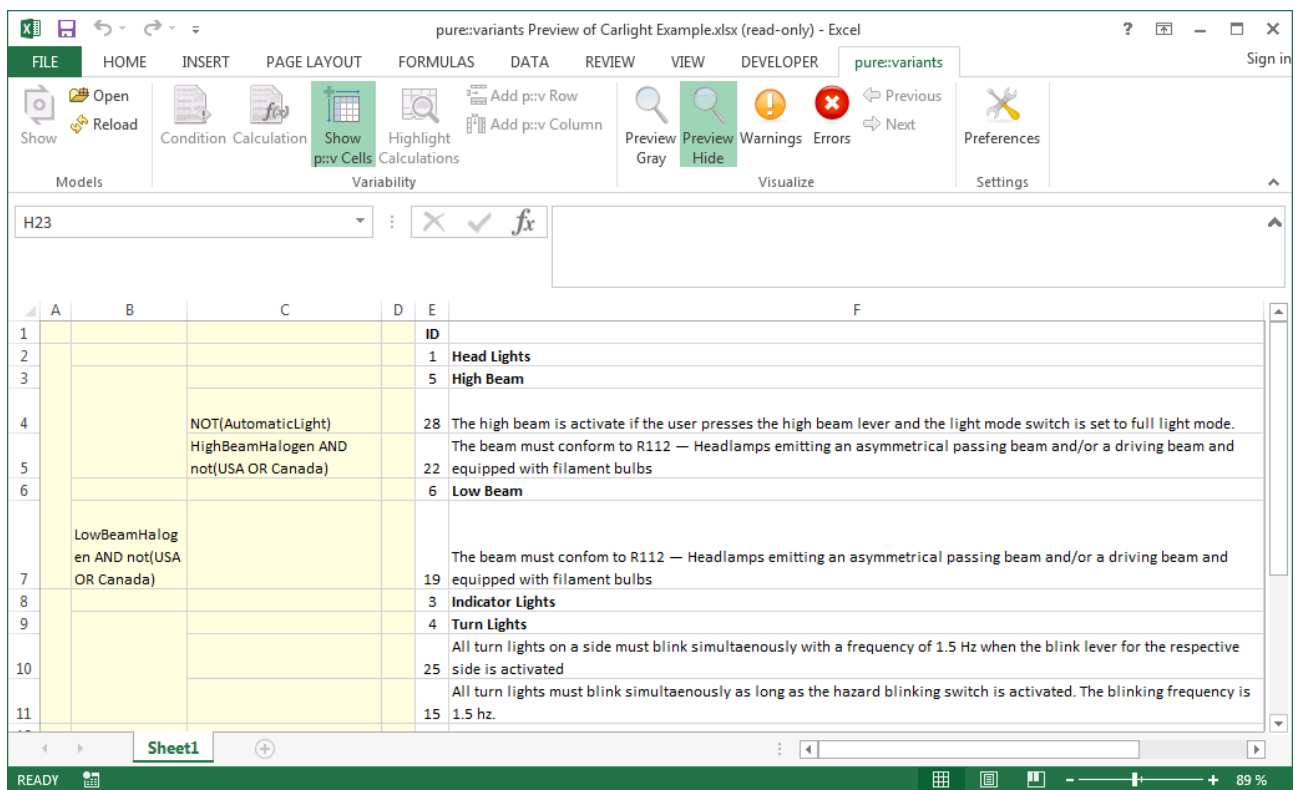 pure::variants Preview of Carlight Example.xlsx (read-only) - Excel
?
FILE HOME INSERT PAGE LAYOUT FORMULAS DATA REVIEW VIEW DEVELOPER pure::variants Sign in
Show
Open
Reload
Models
Condition
Calculation
Show
p::v Cells
Highlight
Calculations
Add p::v Row
Add p::v Column
Variability
Preview
Gray
Preview
Hide
Warnings
Errors
Previous
Next
Visualize
Preferences
Settings
H23
fx
A B C D E F
1 ID
2 1 Head Lights
3 5 High Beam
4 NOT(AutomaticLight) 28 The high beam is activate if the user presses the high beam lever and the light mode switch is set to full light mode.
HighBeamHalogen AND The beam must conform to R112 — Headlamps emitting an asymmetrical passing beam and/or a driving beam and
5 not(USA OR Canada) 22 equipped with filament bulbs
6 6 Low Beam
LowBeamHalog
en AND not(USA The beam must confom to R112 — Headlamps emitting an asymmetrical passing beam and/or a driving beam and
7 OR Canada) 19 equipped with filament bulbs
8 3 Indicator Lights
9 4 Turn Lights
All turn lights on a side must blink simultaenously with a frequency of 1.5 Hz when the blink lever for the respective
10 25 side is activated
All turn lights must blink simultaenously as long as the hazard blinking switch is activated. The blinking frequency is
11 15 1.5 hz.
Sheet1
READY 89 %